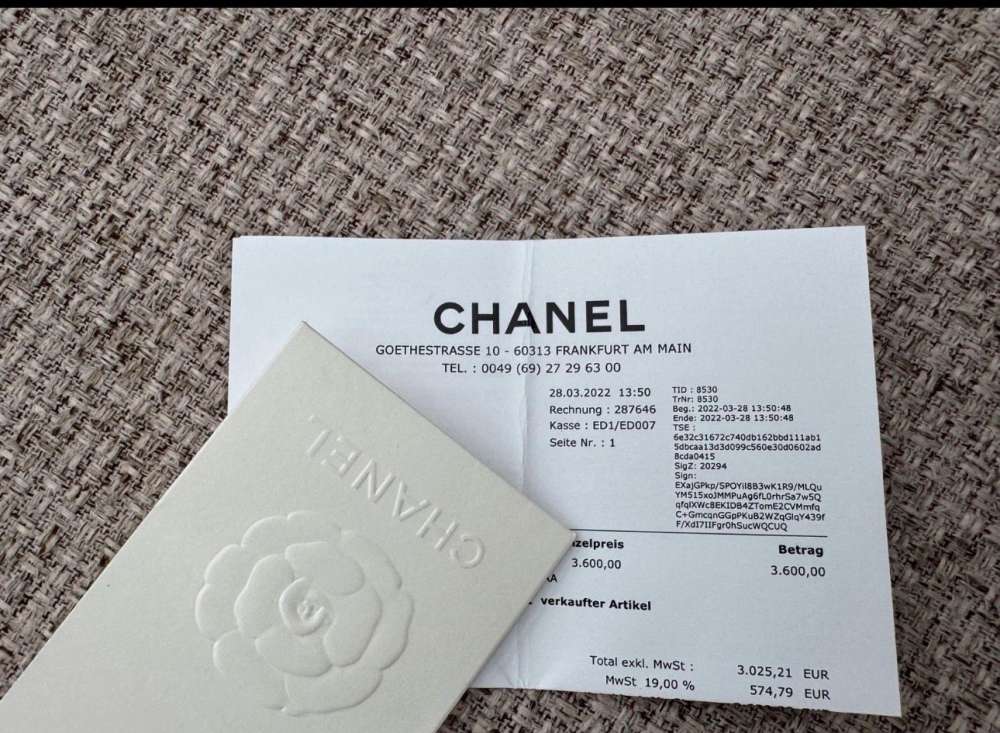 CHANEL
GOETHESTRASSE 10 - 60313 FRANKFURT AM MAIN
TEL. : 0049 (69) 27 29 63 00
28.03.2022 13:50
Rechnung : 287646
Kasse : ED1/ED007
Seite Nr. : 1
TID : 8530
TrNr: 8530
Beg.: 2022-03-28 13:50:48
Ende: 2022-03-28 13:50:48
TSE :
6e32c31672c740db162bbd111ab1
5dbcaa13d3d099c560e30d0602ad
8cda0415
SigZ: 20294
Sign:
EXajGPkp/SPOYil8B3wK1R9/MLQu
YM515xoJMMPuAg6fL0rhrSa7w5Q
qfqIXWc8EKIDB4ZTomE2CVMmfq
C+GmcqnGGpPKuB2WZqGlqY439f
F/XdI7IIFgr0hSucWQCUQ
zelpreis Betrag
3.600,00 3.600,00
verkaufter Artikel
Total exkl. MwSt : 3.025,21 EUR
MwSt 19,00 % 574,79 EUR
CHANEL